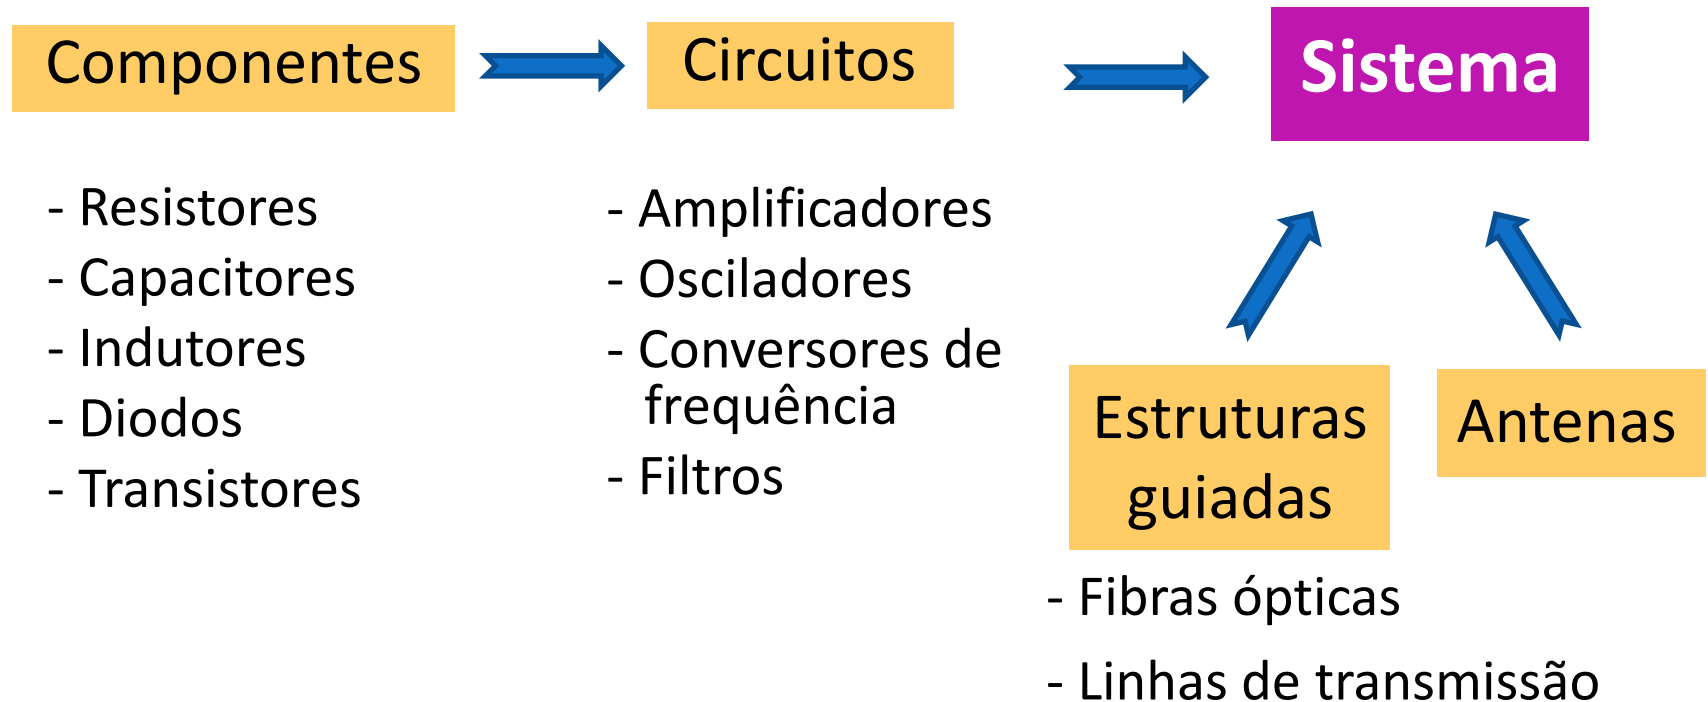 Componentes
Circuitos
Sistema
- Resistores
- Capacitores
- Indutores
- Diodos
- Transistores
- Amplificadores
- Osciladores
- Conversores de
frequência
- Filtros
Estruturas
guiadas
Antenas
- Fibras ópticas
- Linhas de transmissão